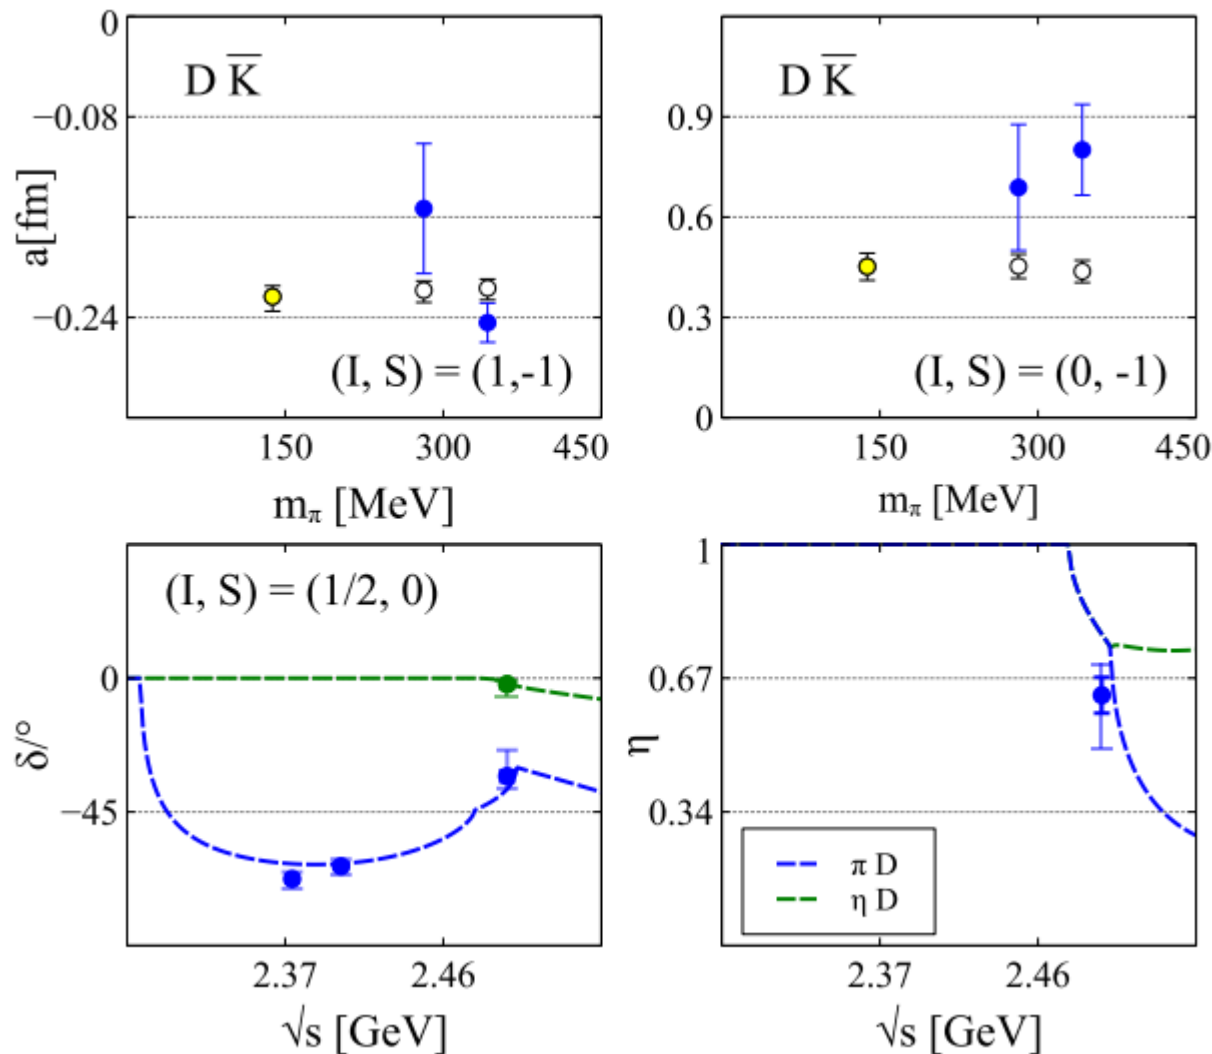 0
−0.08
−0.24
a[fm]
D K̅
(I, S) = (1,-1)
150 300 450
m_π [MeV]
0.9
0.6
0.3
0
D K̅
(I, S) = (0, -1)
150 300 450
m_π [MeV]
0
−45
δ/°
(I, S) = (1/2, 0)
2.37 2.46
√s [GeV]
1
0.67
0.34
η
π D
η D
2.37 2.46
√s [GeV]